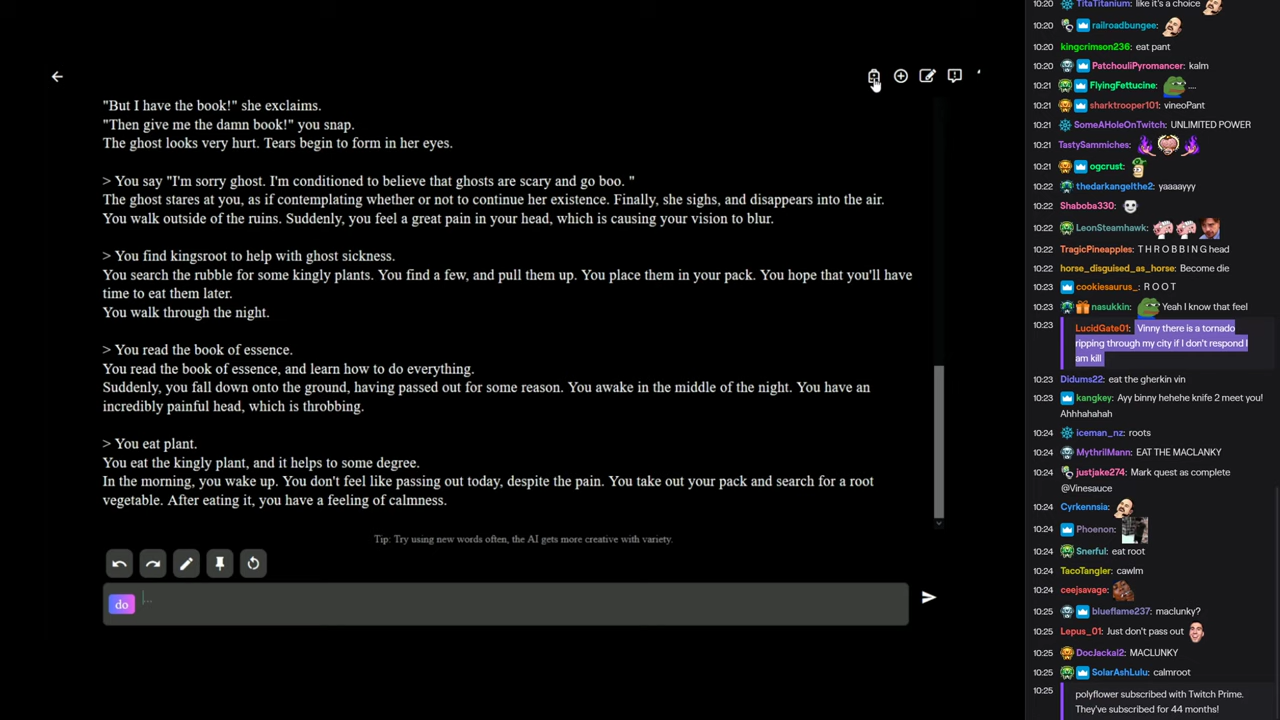 "But I have the book!" she exclaims.
"Then give me the damn book!" you snap.
The ghost looks very hurt. Tears begin to form in her eyes.
> You say "I'm sorry ghost. I'm conditioned to believe that ghosts are scary and go boo. "
The ghost stares at you, as if contemplating whether or not to continue her existence. Finally, she sighs, and disappears into the air.
You walk outside of the ruins. Suddenly, you feel a great pain in your head, which is causing your vision to blur.
> You find kingsroot to help with ghost sickness.
You search the rubble for some kingly plants. You find a few, and pull them up. You place them in your pack. You hope that you'll have
time to eat them later.
You walk through the night.
> You read the book of essence.
You read the book of essence, and learn how to do everything.
Suddenly, you fall down onto the ground, having passed out for some reason. You awake in the middle of the night. You have an
incredibly painful head, which is throbbing.
> You eat plant.
You eat the kingly plant, and it helps to some degree.
In the morning, you wake up. You don't feel like passing out today, despite the pain. You take out your pack and search for a root
vegetable. After eating it, you have a feeling of calmness.
Tip: Try using new words often, the AI gets more creative with variety.
do ...
10:20 TitaTitanium: like it's a choice
10:20 railroadbungee:
kingcrimson236: eat pant
10:20 PatchouliPyromancer: kalm
10:21 FlyingFettucine: ....
10:21 sharktrooper101: vineoPant
10:21 SomeAHoleOnTwitch: UNLIMITED POWER
TastySammiches:
10:21 ogcrust:
10:22 thedarkangelthe2: yaaaayyy
Shaboba330:
10:22 LeonSteamhawk:
10:22 TragicPineapples: T H R O B B I N G head
10:22 horse_disguised_as_horse: Become die
10:23 cookiesaurus_: R O O T
10:23 nasukkin: Yeah I know that feel
10:23 LucidGate01: Vinny there is a tornado
ripping through my city if I don't respond I
am kill
10:23 Didums22: eat the gherkin vin
10:23 kangkey: Ayy binny hehehe knife 2 meet you!
Ahhhahahah
10:24 iceman_nz: roots
10:24 MythrilMann: EAT THE MACLANKY
10:24 justjake274: Mark quest as complete
@Vinesauce
10:24 Cyrkennsia:
10:24 Phoenon:
10:24 Snerful: eat root
10:24 TacoTangler: cawlm
10:24 ceejsavage:
10:25 blueflame237: maclunky?
10:25 Lepus_01: Just don't pass out
10:25 DocJackal2: MACLUNKY
10:25 SolarAshLulu: calmroot
10:25 polyflower subscribed with Twitch Prime.
They've subscribed for 44 months!